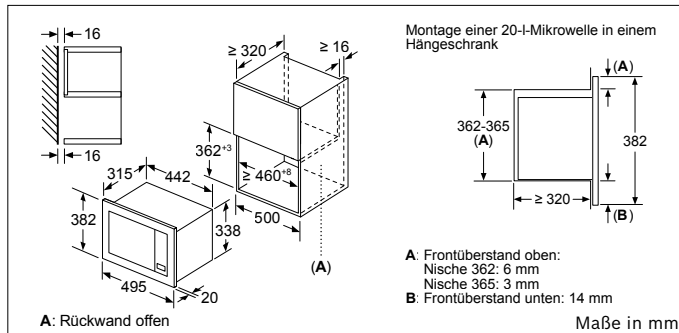 16
16
≥ 320
≥ 16
362+3
≥ 460+8
500
(A)
315
442
382
338
495
20
A: Rückwand offen
Montage einer 20-l-Mikrowelle in einem
Hängeschrank
(A)
362-365
(A)
382
≥ 320
(B)
A: Frontüberstand oben:
Nische 362: 6 mm
Nische 365: 3 mm
B: Frontüberstand unten: 14 mm
Maße in mm